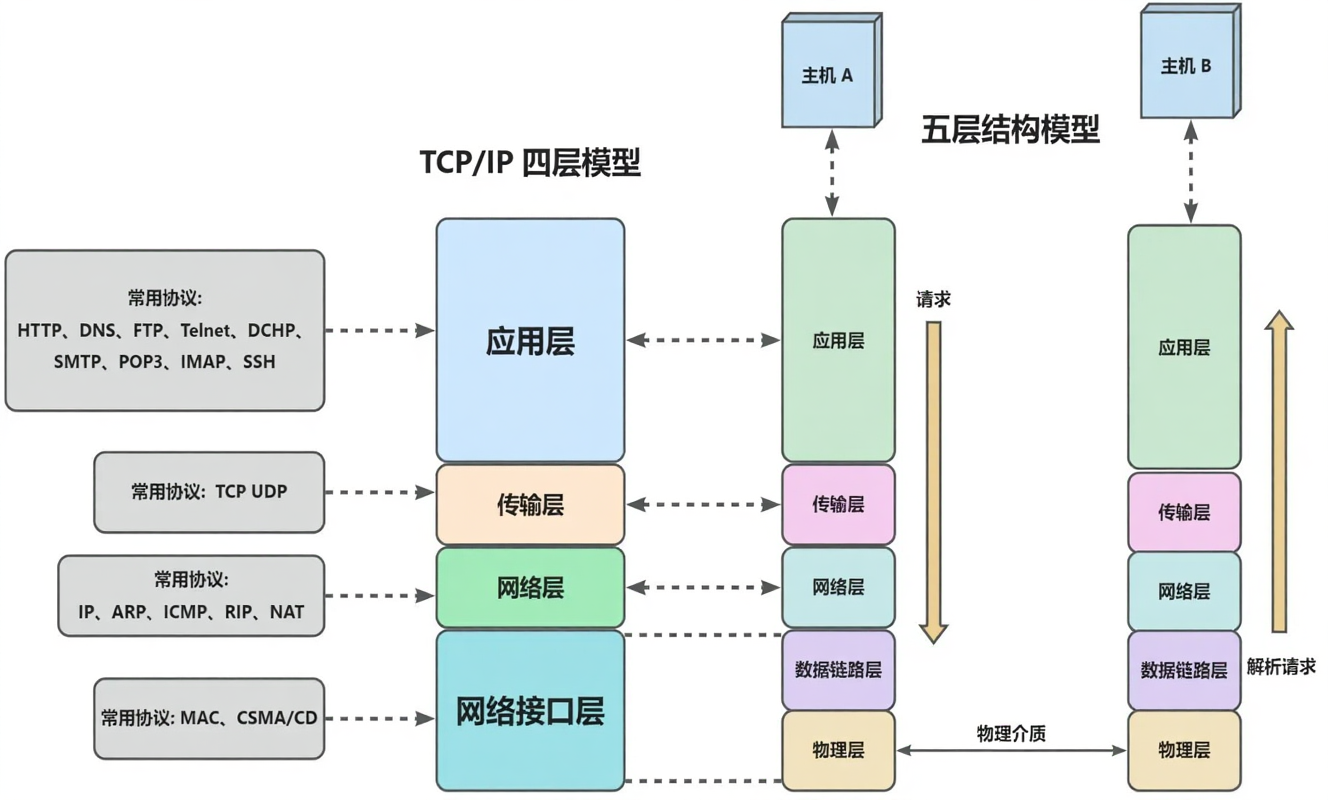 主机 A
主机 B
五层结构模型
TCP/IP 四层模型
常用协议:
HTTP、DNS、FTP、Telnet、DCHP、
SMTP、POP3、IMAP、SSH
应用层
应用层
请求
应用层
常用协议: TCP UDP
传输层
传输层
传输层
常用协议:
IP、ARP、ICMP、RIP、NAT
网络层
网络层
网络层
常用协议: MAC、CSMA/CD
网络接口层
数据链路层
数据链路层
解析请求
物理层
物理介质
物理层